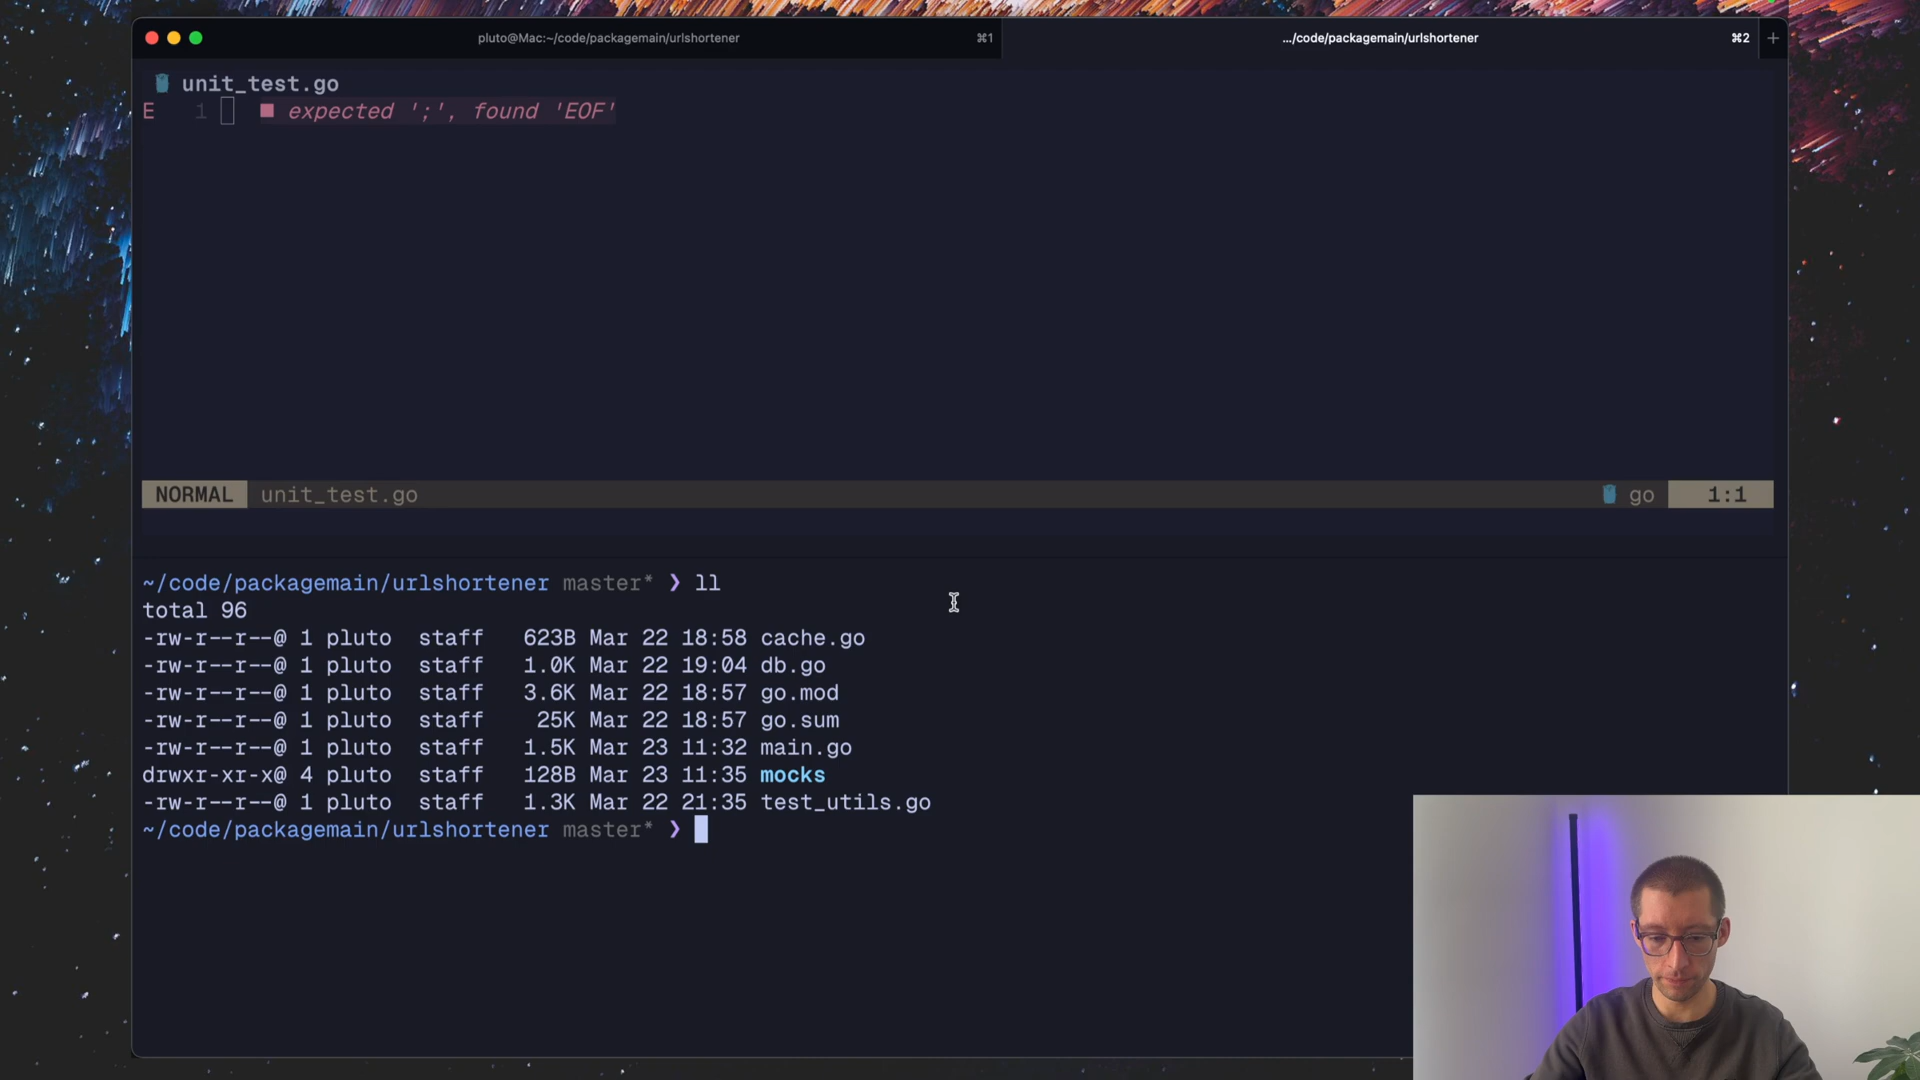 pluto@Mac:~/code/packagemain/urlshortener ⌘1 .../code/packagemain/urlshortener ⌘2 +
unit_test.go
E 1 ■ expected ';', found 'EOF'
NORMAL unit_test.go go 1:1
~/code/packagemain/urlshortener master* ❯ ll
total 96
-rw-r--r--@ 1 pluto staff 623B Mar 22 18:58 cache.go
-rw-r--r--@ 1 pluto staff 1.0K Mar 22 19:04 db.go
-rw-r--r--@ 1 pluto staff 3.6K Mar 22 18:57 go.mod
-rw-r--r--@ 1 pluto staff 25K Mar 22 18:57 go.sum
-rw-r--r--@ 1 pluto staff 1.5K Mar 23 11:32 main.go
drwxr-xr-x@ 4 pluto staff 128B Mar 23 11:35 mocks
-rw-r--r--@ 1 pluto staff 1.3K Mar 22 21:35 test_utils.go
~/code/packagemain/urlshortener master* ❯